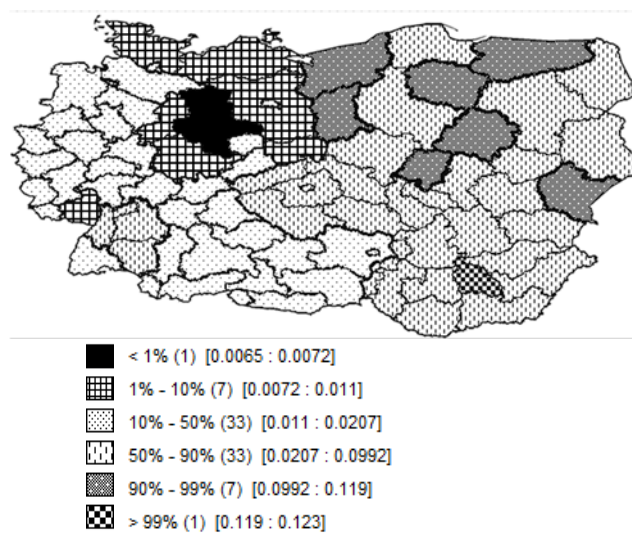 < 1% (1) [0.0065 : 0.0072]
1% - 10% (7) [0.0072 : 0.011]
10% - 50% (33) [0.011 : 0.0207]
50% - 90% (33) [0.0207 : 0.0992]
90% - 99% (7) [0.0992 : 0.119]
> 99% (1) [0.119 : 0.123]